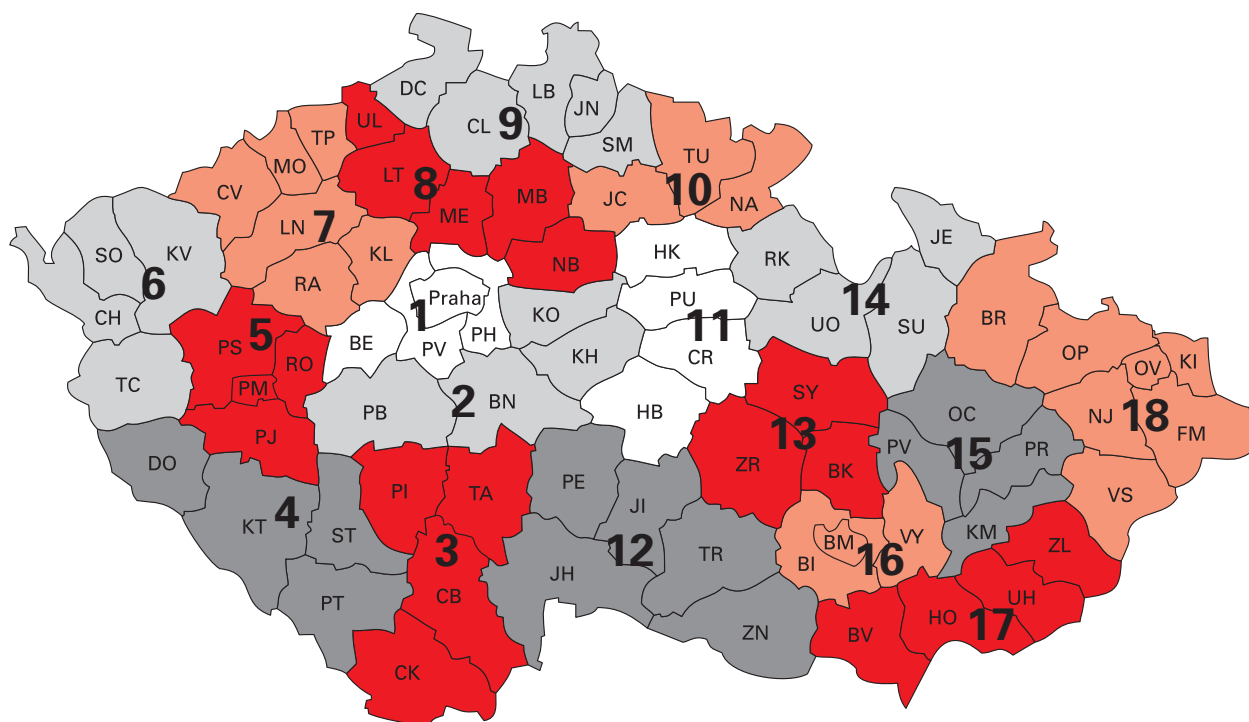 DC
LB
JN
UL
CL
9
TP
SM
MO
TU
LT
8
MB
10
CV
JC
NA
ME
LN
7
JE
SO
KV
KL
HK
RK
6
RA
NB
14
Praha
PU
CH
1
KO
11
UO
SU
BR
5
PS
BE
PV
PH
OP
KI
RO
KH
CR
OV
TC
PM
SY
2
BN
PB
HB
OC
NJ
18
PJ
13
FM
DO
ZR
BK
PV
15
PR
PI
TA
PE
VS
4
JI
KT
ST
KM
3
12
TR
BM
VY
ZL
BI
16
JH
PT
CB
UH
ZN
BV
HO
17
CK